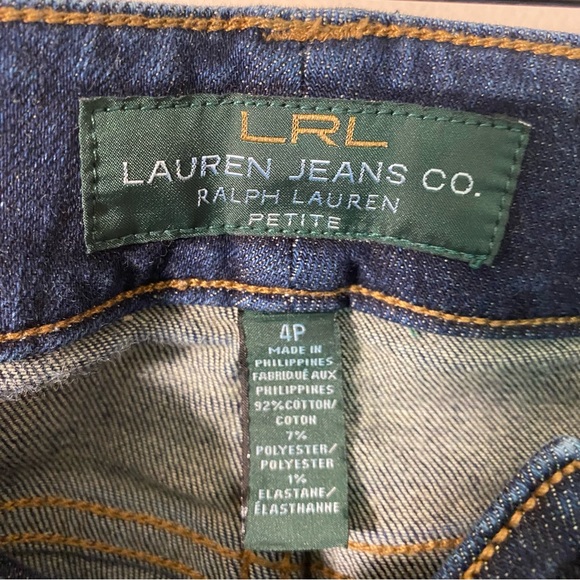 LRL
LAUREN JEANS CO.
RALPH LAUREN
PETITE
4P
MADE IN
PHILIPPINES
FABRIQUÉ AUX
PHILIPPINES
92%COTTON/
COTON
7%
POLYESTER/
POLYESTER
1%
ELASTANE/
ÉLASTHANNE